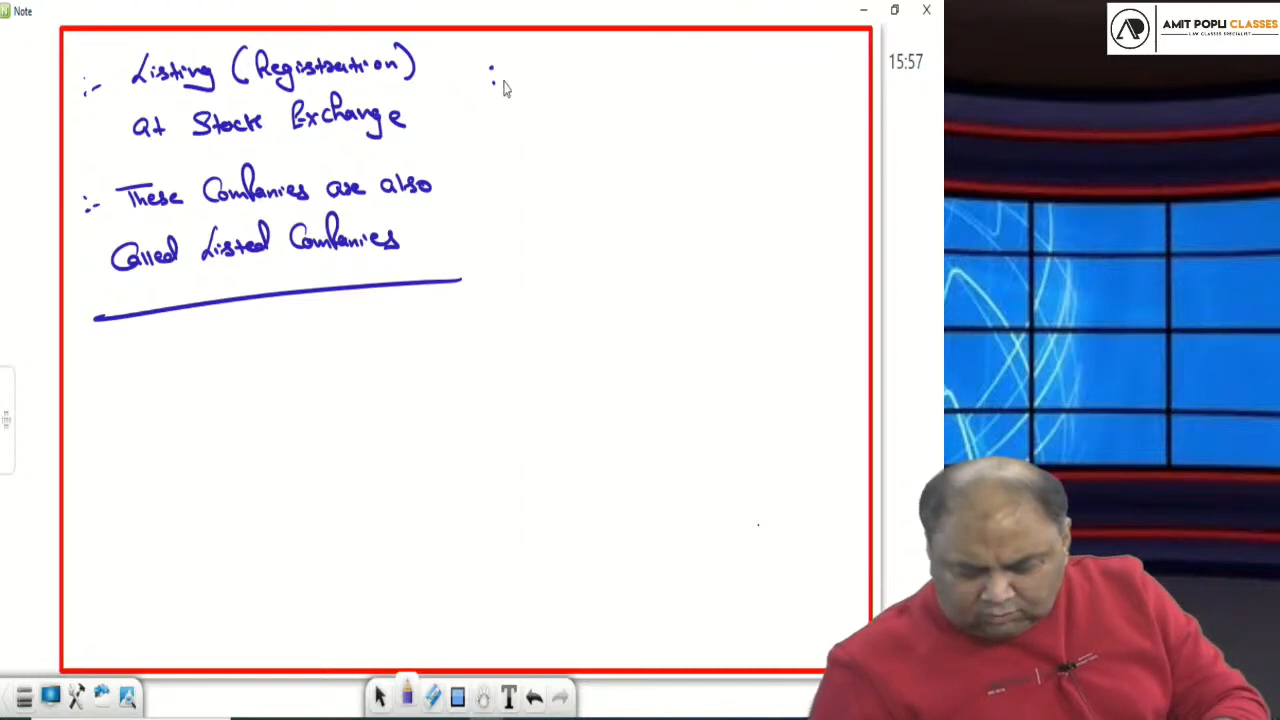 Note
AMIT POPLI CLASSES
LAW CLASSES SPECIALIST
AP
15:57
:- Listing (Registration)
at Stock Exchange
:- These Companies are also
Called Listed Companies
: